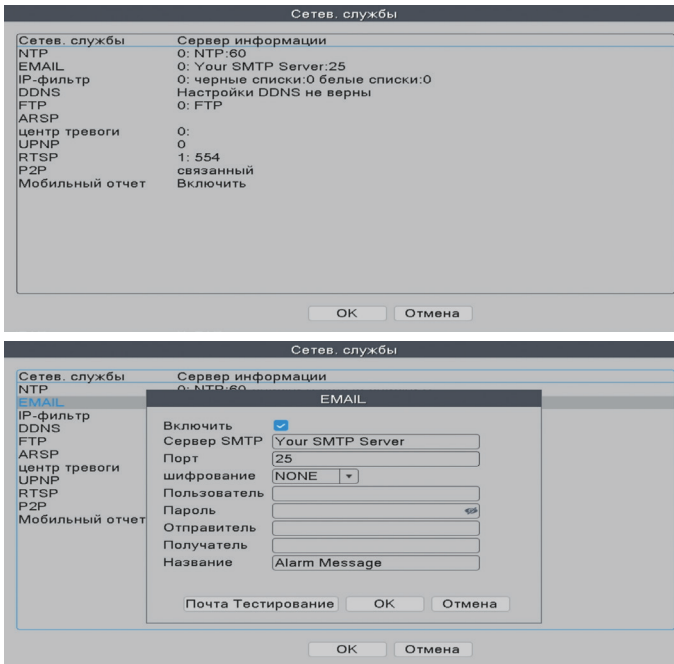 Сетев. службы
Сетев. службы Сервер информации
NTP 0: NTP:60
EMAIL 0: Your SMTP Server:25
IP-фильтр 0: черные списки:0 белые списки:0
DDNS Настройки DDNS не верны
FTP 0: FTP
ARSP
центр тревоги 0:
UPNP 0
RTSP 1: 554
P2P связанный
Мобильный отчет Включить
OK Отмена
Сетев. службы
Сетев. службы Сервер информации
NTP 0: NTP:60
EMAIL
IP-фильтр
DDNS
FTP
ARSP
центр тревоги
UPNP
RTSP
P2P
Мобильный отчет
EMAIL
Включить
Сервер SMTP Your SMTP Server
Порт 25
шифрование NONE
Пользователь
Пароль
Отправитель
Получатель
Название Alarm Message
Почта Тестирование OK Отмена
OK Отмена